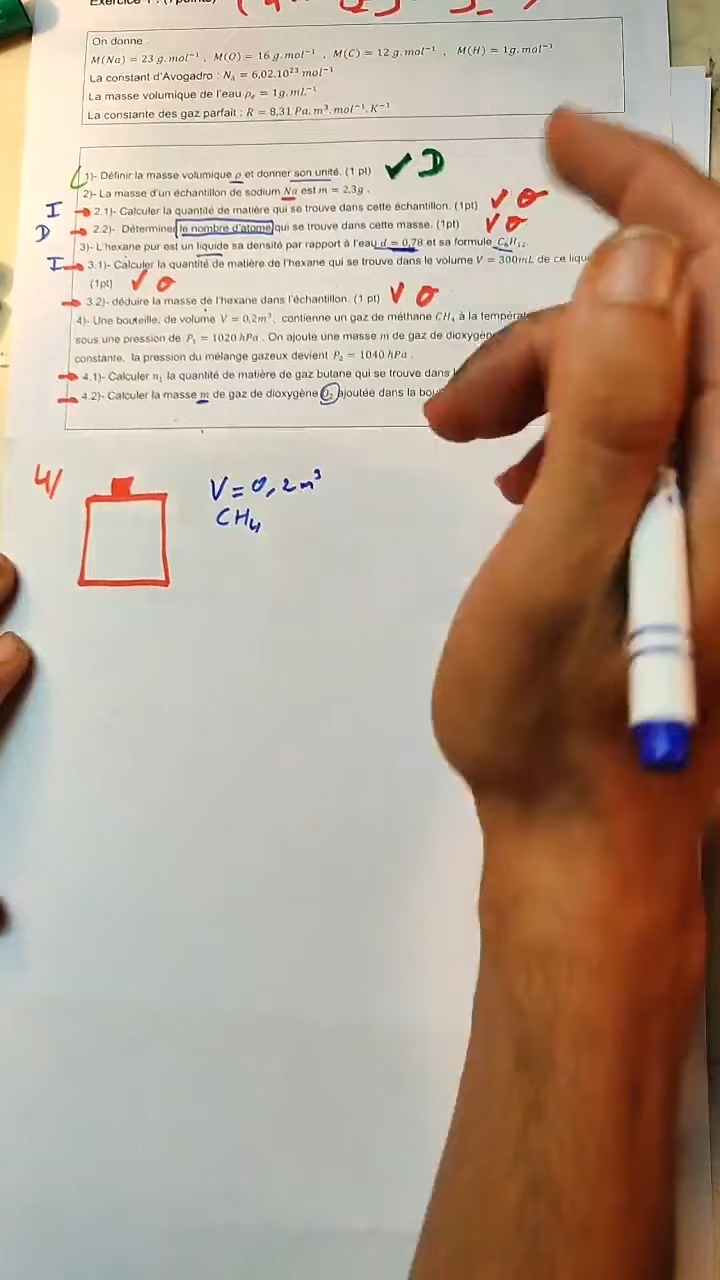 Exercice 1 : (7points)
On donne :
M(Na) = 23 g.mol⁻¹ , M(O) = 16 g.mol⁻¹ , M(C) = 12 g.mol⁻¹ , M(H) = 1g.mol⁻¹
La constant d'Avogadro : N_A = 6,02.10²³ mol⁻¹
La masse volumique de l'eau ρₑ = 1g.mL⁻¹
La constante des gaz parfait : R = 8,31 Pa.m³.mol⁻¹.K⁻¹
1)- Définir la masse volumique ρ et donner son unité. (1 pt) ✓ D
2)- La masse d'un échantillon de sodium Na est m = 2,3g .
I 2.1)- Calculer la quantité de matière qui se trouve dans cette échantillon. (1pt)
D 2.2)- Déterminer le nombre d'atome qui se trouve dans cette masse. (1pt)
3)- L'hexane pur est un liquide sa densité par rapport à l'eau d = 0,78 et sa formule
I 3.1)- Calculer la quantité de matière de l'hexane qui se trouve dans le volume V = 300mL de ce
(1pt)
3.2)- déduire la masse de l'hexane dans l'échantillon. (1 pt)
4)- Une bouteille, de volume V = 0,2m³, contienne un gaz de méthane CH₄ à la
sous une pression de P₁ = 1020 hPa . On ajoute une masse m de gaz de
constante, la pression du mélange gazeux devient P₂ = 1040 hPa .
4.1)- Calculer n₁ la quantité de matière de gaz butane qui se trouve dans
4.2)- Calculer la masse m de gaz de dioxygène O₂ ajoutée dans la
4/
V = 0,2m³
CH₄